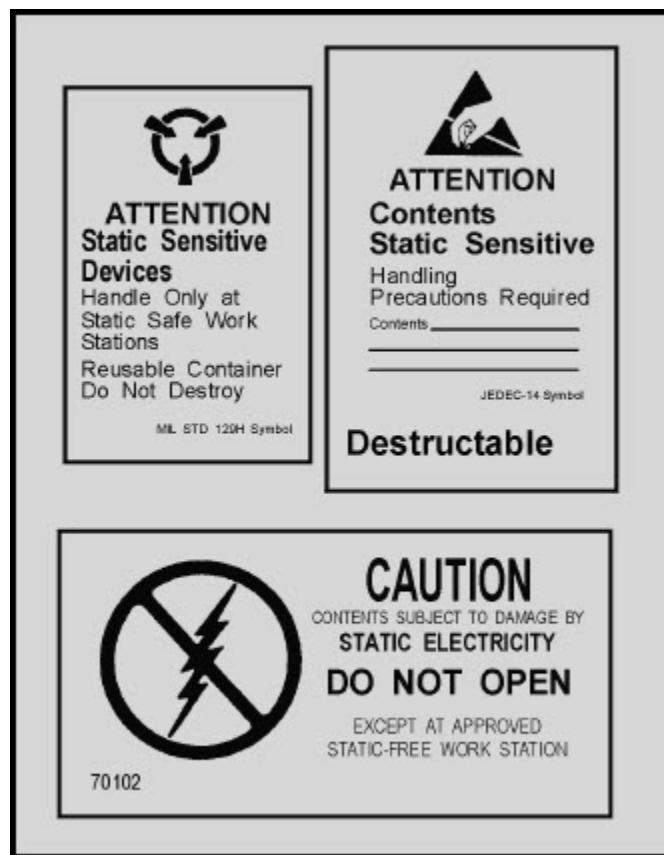 ATTENTION
Static Sensitive
Devices
Handle Only at
Static Safe Work
Stations
Reusable Container
Do Not Destroy
MIL STD 129H Symbol
ATTENTION
Contents
Static Sensitive
Handling
Precautions Required
Contents
JEDEC-14 Symbol
Destructable
CAUTION
CONTENTS SUBJECT TO DAMAGE BY
STATIC ELECTRICITY
DO NOT OPEN
EXCEPT AT APPROVED
STATIC-FREE WORK STATION
70102